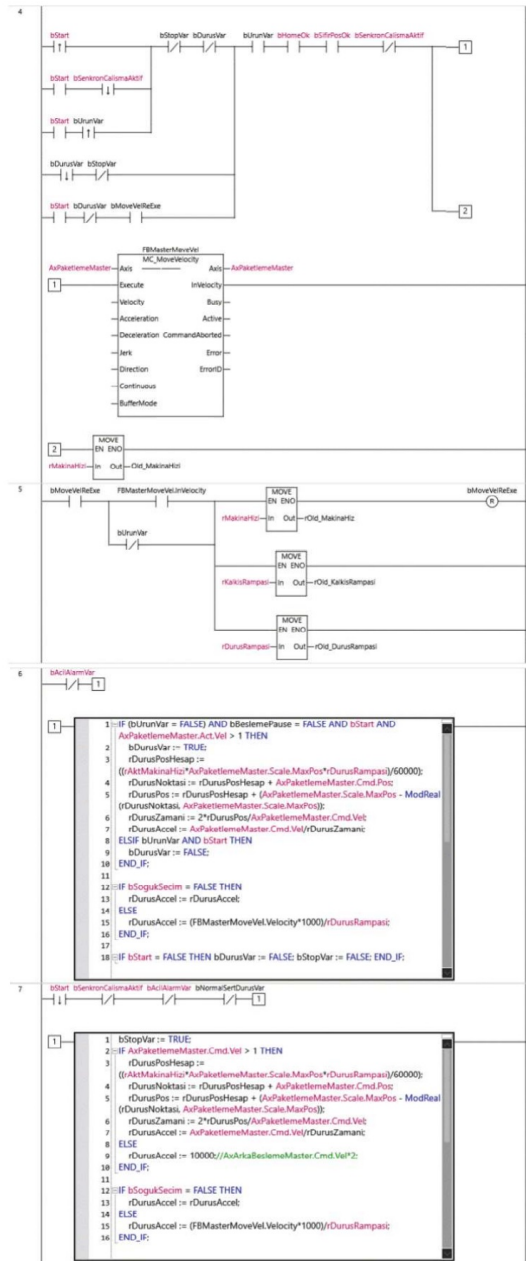 4
bStart bStopVar bDurusVar bUrunVar bHomeOk bSifirPosOk bSenkronCalismaAktif
1
bStart bSenkronCalismaAktif
bStart bUrunVar
bDurusVar bStopVar
bStart bDurusVar bMoveVelReExe
2
FBMasterMoveVel
MC_MoveVelocity
AxPaketlemeMaster Axis Axis AxPaketlemeMaster
1 Execute InVelocity
Velocity Busy
Acceleration Active
Deceleration CommandAborted
Jerk Error
Direction ErrorID
Continuous
BufferMode
2
MOVE
EN ENO
rMakinaHizi In Out Old_MakinaHizi
5
bMoveVelReExe FBMasterMoveVel.InVelocity MOVE bMoveVelReExe
EN ENO R
rMakinaHizi In Out rOld_MakinaHiz
bUrunVar
MOVE
EN ENO
rKalkisRampasi In Out rOld_KalkisRampasi
MOVE
EN ENO
rDurusRampasi In Out rOld_DurusRampasi
6
bAcilAlarmVar
1
1
1 IF (bUrunVar = FALSE) AND bBeslemePause = FALSE AND bStart AND
AxPaketlemeMaster.Act.Vel > 1 THEN
2 bDurusVar := TRUE;
3 rDurusPosHesap :=
((rAktMakinaHizi*AxPaketlemeMaster.Scale.MaxPos*rDurusRampasi)/60000);
4 rDurusNoktasi := rDurusPosHesap + AxPaketlemeMaster.Cmd.Pos;
5 rDurusPos := rDurusPosHesap + (AxPaketlemeMaster.Scale.MaxPos - ModReal
(rDurusNoktasi, AxPaketlemeMaster.Scale.MaxPos));
6 rDurusZamani := 2*rDurusPos/AxPaketlemeMaster.Cmd.Vel;
7 rDurusAccel := AxPaketlemeMaster.Cmd.Vel/rDurusZamani;
8 ELSIF bUrunVar AND bStart THEN
9 bDurusVar := FALSE;
10 END_IF;
11
12 IF bSogukSecim = FALSE THEN
13 rDurusAccel := rDurusAccel;
14 ELSE
15 rDurusAccel := (FBMasterMoveVel.Velocity*1000)/rDurusRampasi;
16 END_IF;
17
18 IF bStart = FALSE THEN bDurusVar := FALSE; bStopVar := FALSE; END_IF;
7
bStart bSenkronCalismaAktif bAcilAlarmVar bNormalSertDurusVar
1
1
1 bStopVar := TRUE;
2 IF AxPaketlemeMaster.Cmd.Vel > 1 THEN
3 rDurusPosHesap :=
((rAktMakinaHizi*AxPaketlemeMaster.Scale.MaxPos*rDurusRampasi)/60000);
4 rDurusNoktasi := rDurusPosHesap + AxPaketlemeMaster.Cmd.Pos;
5 rDurusPos := rDurusPosHesap + (AxPaketlemeMaster.Scale.MaxPos - ModReal
(rDurusNoktasi, AxPaketlemeMaster.Scale.MaxPos));
6 rDurusZamani := 2*rDurusPos/AxPaketlemeMaster.Cmd.Vel;
7 rDurusAccel := AxPaketlemeMaster.Cmd.Vel/rDurusZamani;
8 ELSE
9 rDurusAccel := 10000;//AxArkaBeslemeMaster.Cmd.Vel*2;
10 END_IF;
11
12 IF bSogukSecim = FALSE THEN
13 rDurusAccel := rDurusAccel;
14 ELSE
15 rDurusAccel := (FBMasterMoveVel.Velocity*1000)/rDurusRampasi;
16 END_IF;